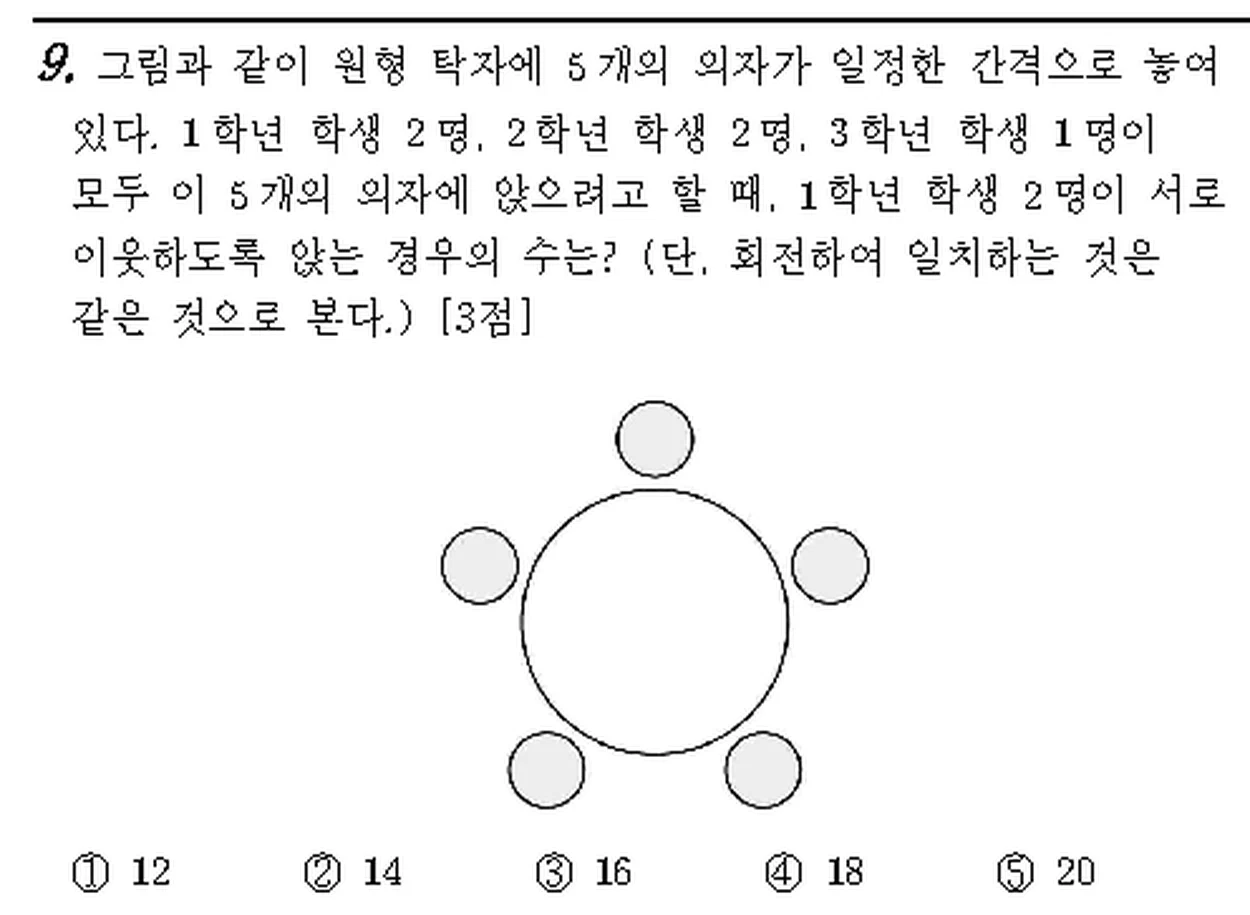 9. 그림과 같이 원형 탁자에 5개의 의자가 일정한 간격으로 놓여
있다. 1학년 학생 2명, 2학년 학생 2명, 3학년 학생 1명이
모두 이 5개의 의자에 앉으려고 할 때, 1학년 학생 2명이 서로
이웃하도록 앉는 경우의 수는? (단, 회전하여 일치하는 것은
같은 것으로 본다.) [3점]
① 12 ② 14 ③ 16 ④ 18 ⑤ 20